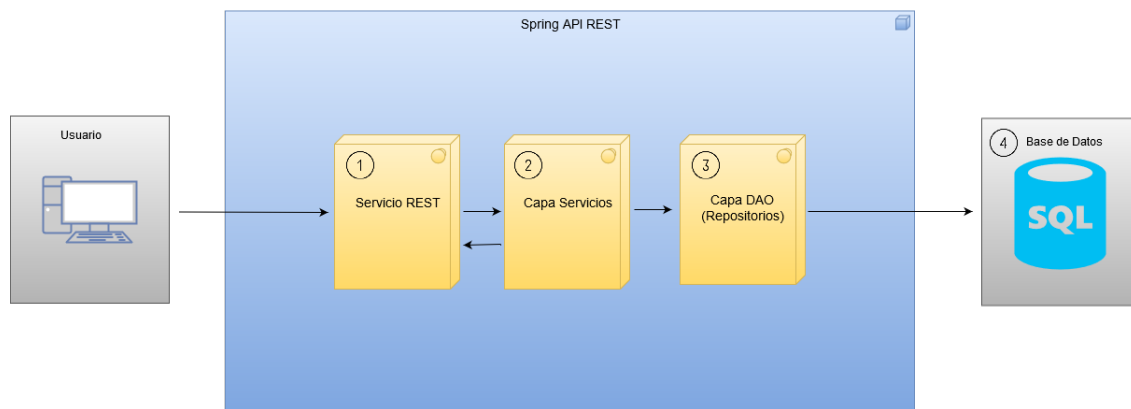 Spring API REST
Usuario
1
Servicio REST
2
Capa Servicios
3
Capa DAO
(Repositorios)
4
Base de Datos
SQL